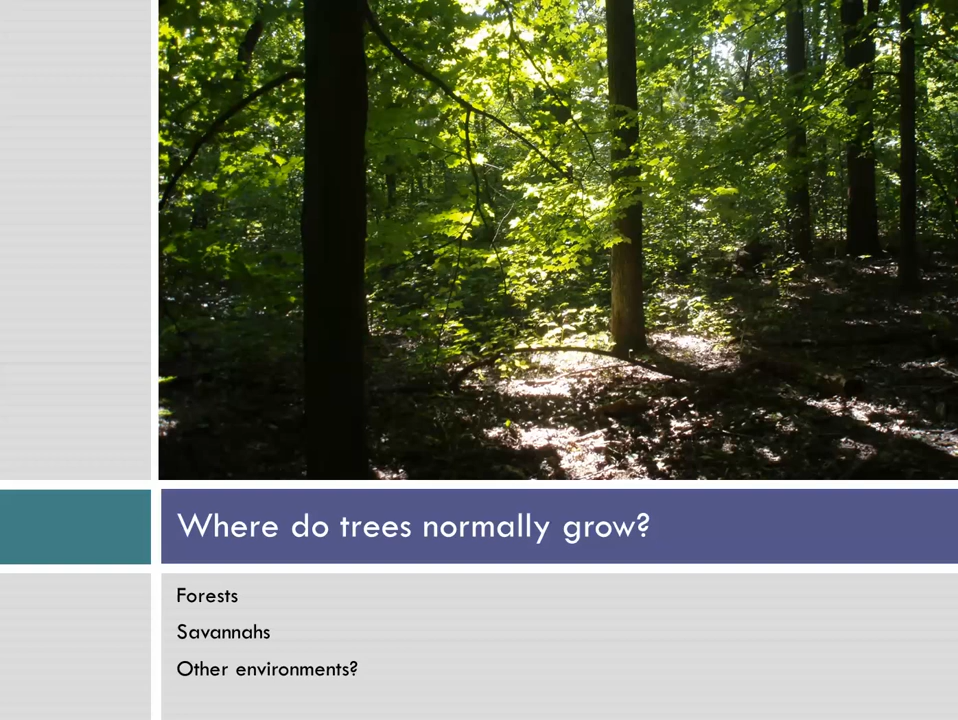 Where do trees normally grow?
Forests
Savannahs
Other environments?